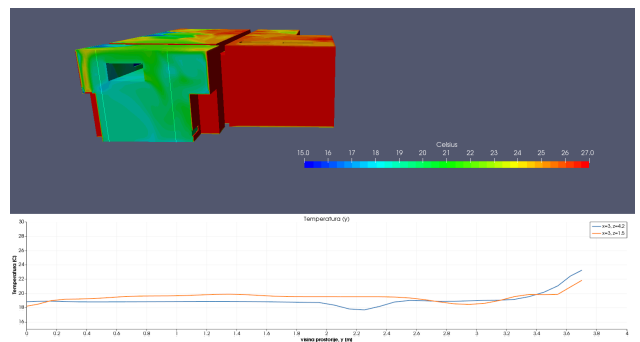 Celsius
15.0 16 17 18 19 20 21 22 23 24 25 26 27.0
Temperatura (y)
x=3, z=4.2
x=3, z=1.5
Temperatura (C)
30
28
26
24
22
20
18
16
0 0.2 0.4 0.6 0.8 1 1.2 1.4 1.6 1.8 2 2.2 2.4 2.6 2.8 3 3.2 3.4 3.6 3.8 4
visina prostorije, y (m)